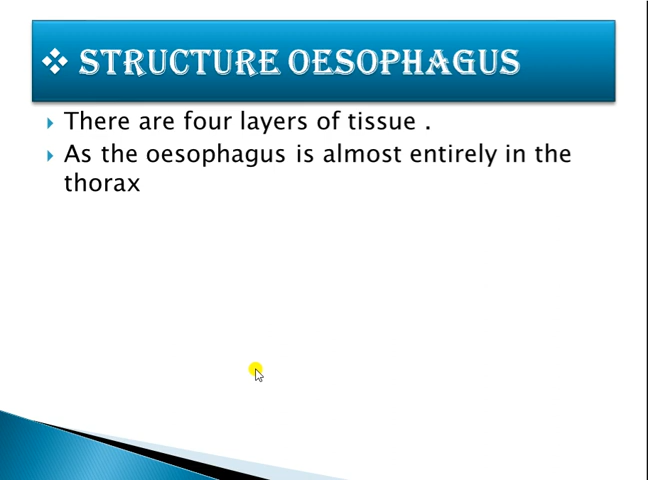 ❖ STRUCTURE OESOPHAGUS
There are four layers of tissue .
As the oesophagus is almost entirely in the
thorax